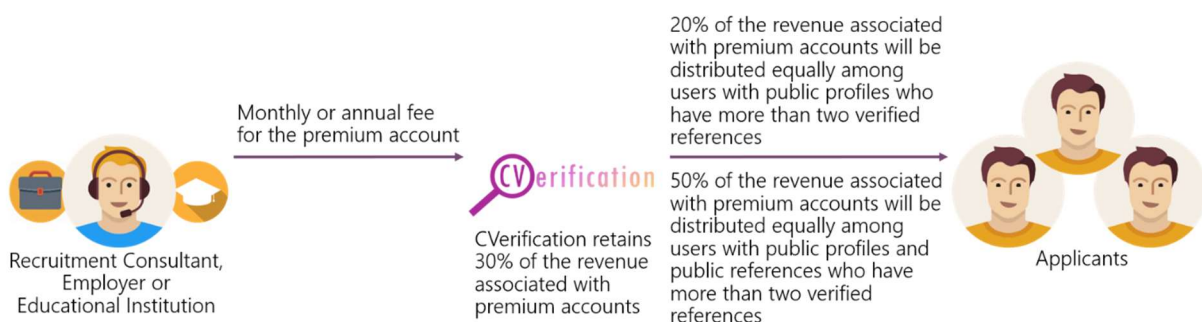 20% of the revenue associated
with premium accounts will be
distributed equally among
users with public profiles who
have more than two verified
references
Monthly or annual fee
for the premium account
CVerification
50% of the revenue associated
with premium accounts will be
distributed equally among
users with public profiles and
public references who have
more than two verified
references
CVerification retains
30% of the revenue
associated with
premium accounts
Recruitment Consultant,
Employer or
Educational Institution
Applicants